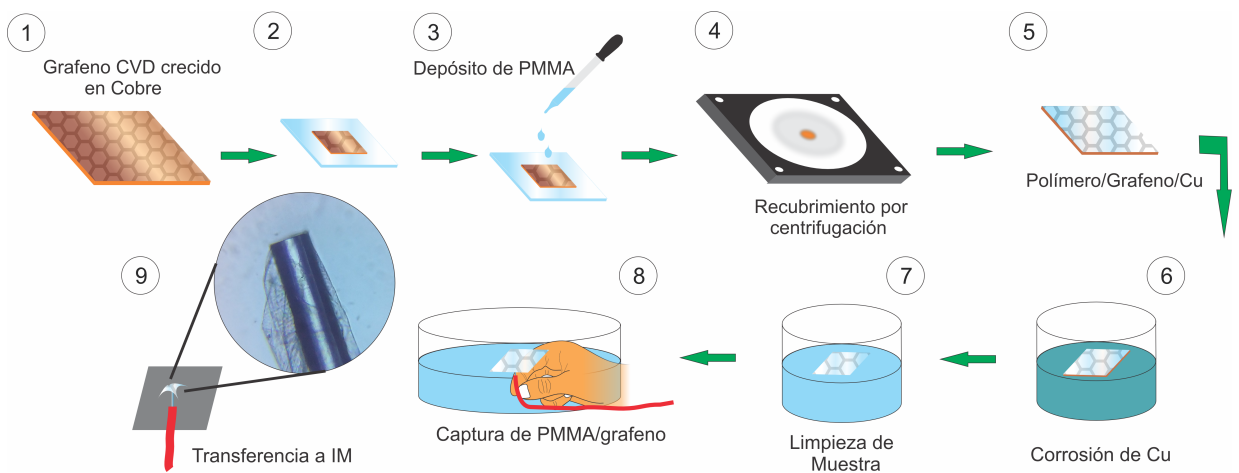 1
Grafeno CVD crecido
en Cobre
2
3
Depósito de PMMA
4
Recubrimiento por
centrifugación
5
Polímero/Grafeno/Cu
6
Corrosión de Cu
7
Limpieza de
Muestra
8
Captura de PMMA/grafeno
9
Transferencia a IM